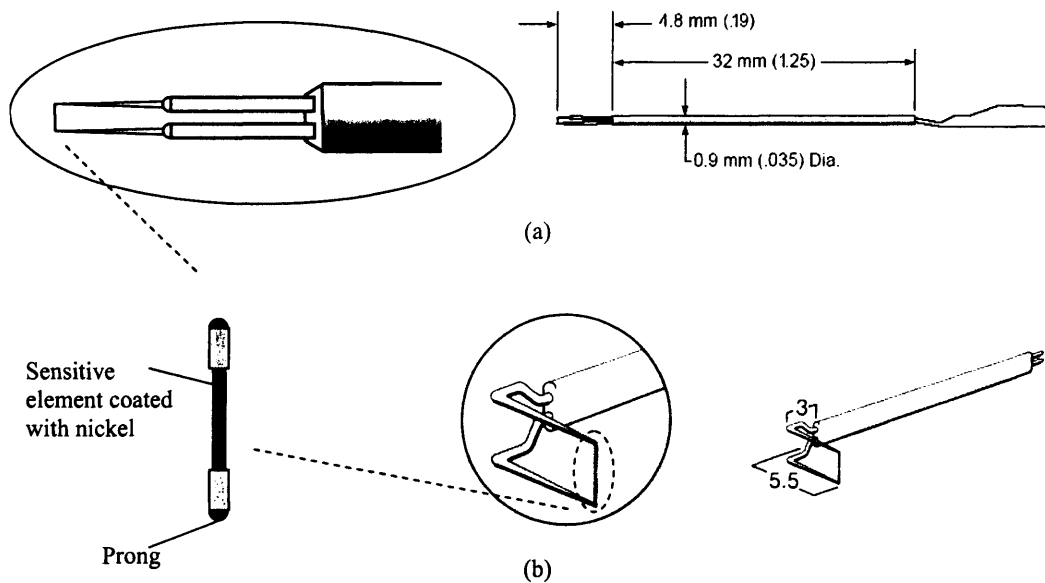 4.8 mm (.19)
32 mm (1.25)
0.9 mm (.035) Dia.
(a)
Sensitive
element coated
with nickel
Prong
3
5.5
(b)